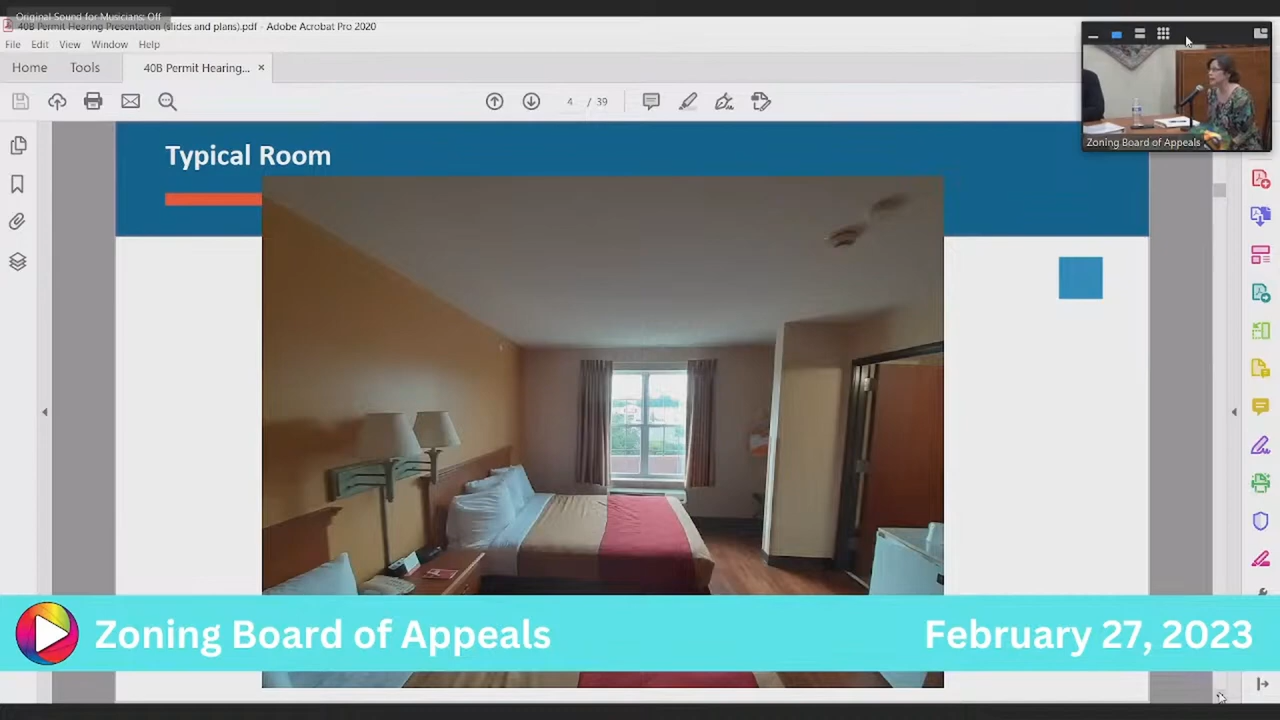 Original Sound for Musicians: Off
40B Permit Hearing Presentation (slides and plans).pdf - Adobe Acrobat Pro 2020
File Edit View Window Help
Home Tools 40B Permit Hearing... ×
4 / 39
Zoning Board of Appeals
Typical Room
Zoning Board of Appeals
February 27, 2023